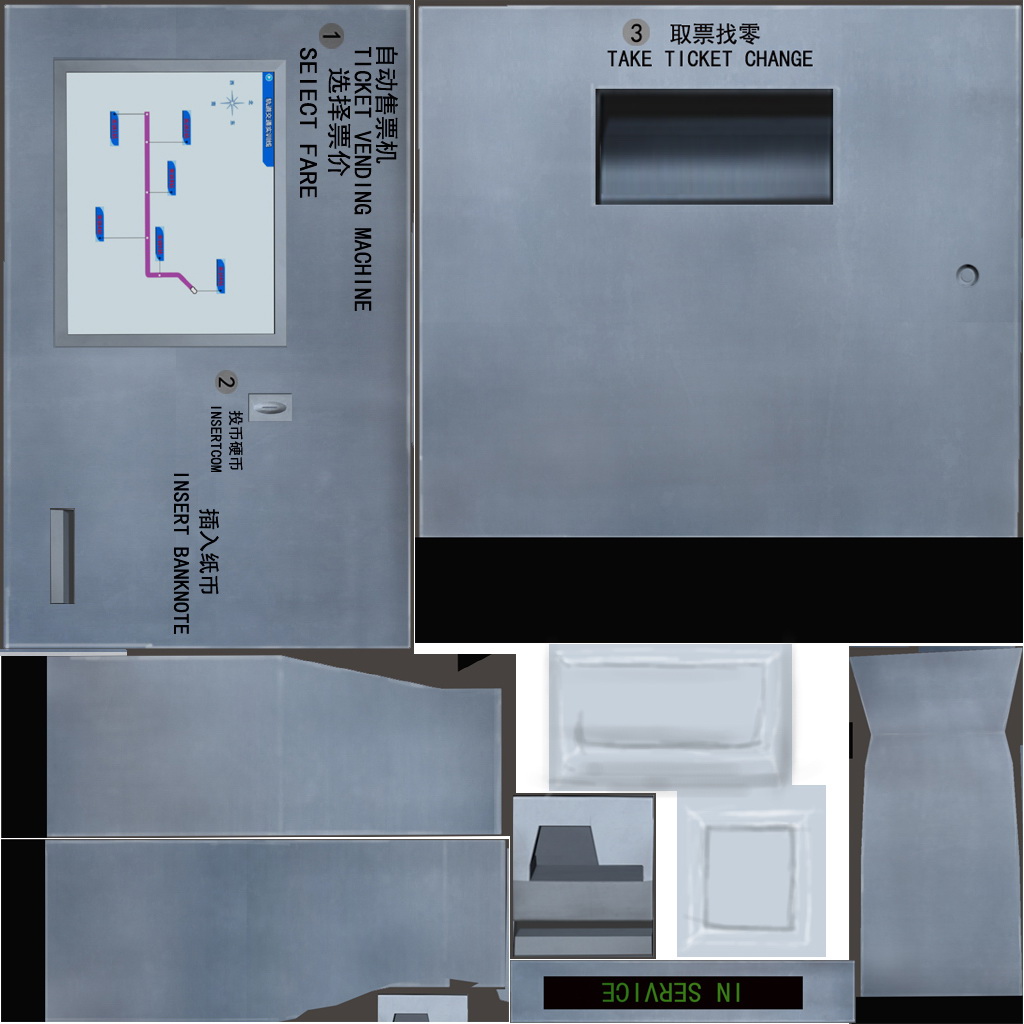 1
自动售票机
TICKET VENDING MACHINE
选择票价
SEIECT FARE
2
投币硬币
INSERTCOM
插入纸币
INSERT BANKNOTE
3 取票找零
TAKE TICKET CHANGE
IN SERVICE